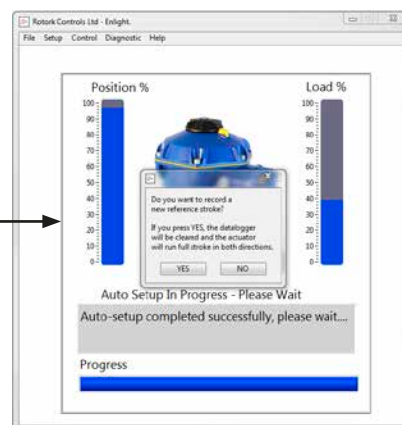 Rotork Controls Ltd - Enlight.
File Setup Control Diagnostic Help
Position %
Load %
100
90
80
70
60
50
40
30
20
10
0
100
90
80
70
60
50
40
30
20
10
0
Do you want to record a
new reference stroke?
If you press YES, the datalogger
will be cleared and the actuator
will run full stroke in both directions.
YES NO
Auto Setup In Progress - Please Wait
Auto-setup completed successfully, please wait....
Progress